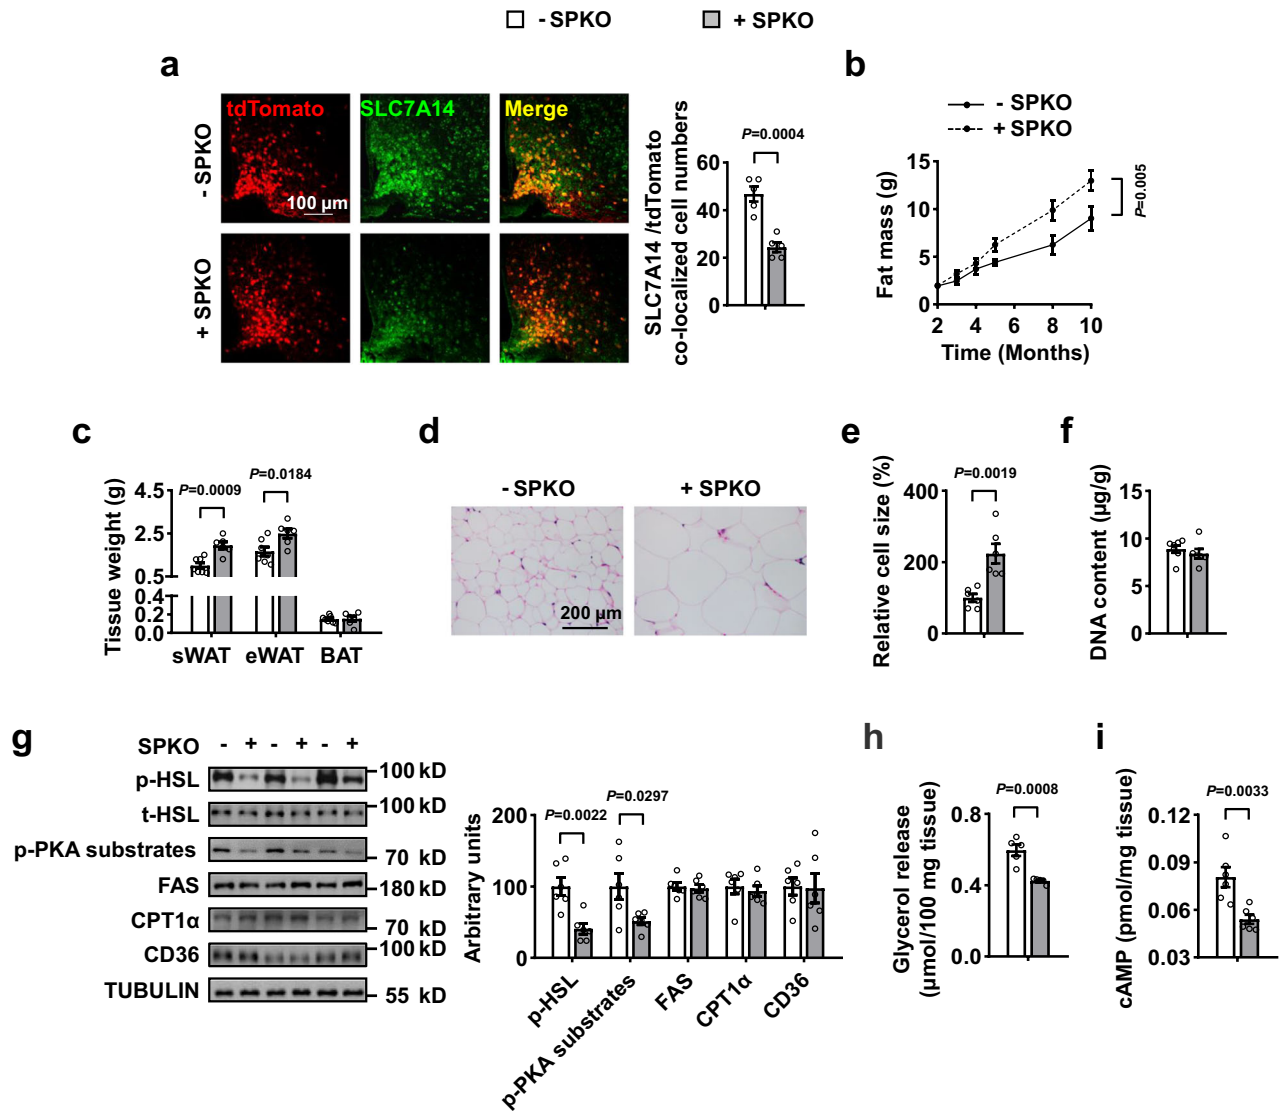 - SPKO
+ SPKO
a
tdTomato
SLC7A14
Merge
- SPKO
100 µm
+ SPKO
SLC7A14 /tdTomato
co-localized cell numbers
P=0.0004
60
40
20
0
b
- SPKO
+ SPKO
Fat mass (g)
15
10
5
0
P=0.005
2 4 6 8 10
Time (Months)
c
Tissue weight (g)
P=0.0009
P=0.0184
4.5
2.5
0.5
0.4
0.2
0.0
sWAT eWAT BAT
d
- SPKO
+ SPKO
200 µm
e
Relative cell size (%)
P=0.0019
400
200
0
f
DNA content (µg/g)
15
10
5
0
g
SPKO - + - + - +
p-HSL 100 kD
t-HSL 100 kD
p-PKA substrates 70 kD
FAS 180 kD
CPT1α 70 kD
CD36 100 kD
TUBULIN 55 kD
Arbitrary units
P=0.0022
P=0.0297
200
100
0
p-HSL
p-PKA substrates
FAS
CPT1α
CD36
h
Glycerol release
(µmol/100 mg tissue)
P=0.0008
0.8
0.4
0.0
i
cAMP (pmol/mg tissue)
P=0.0033
0.12
0.09
0.06
0.03